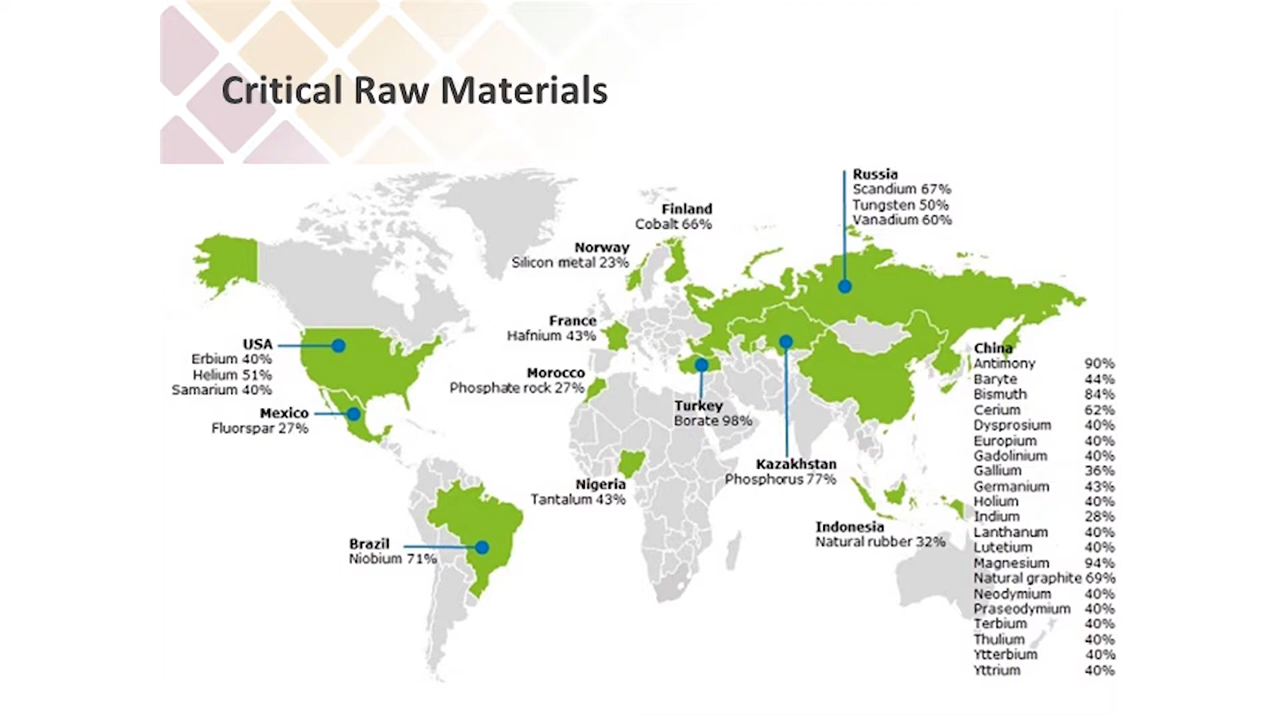 Critical Raw Materials
Russia
Scandium 67%
Tungsten 50%
Vanadium 60%
Finland
Cobalt 66%
Norway
Silicon metal 23%
France
Hafnium 43%
Morocco
Phosphate rock 27%
USA
Erbium 40%
Helium 51%
Samarium 40%
Mexico
Fluorspar 27%
Turkey
Borate 98%
Kazakhstan
Phosphorus 77%
Nigeria
Tantalum 43%
Indonesia
Natural rubber 32%
Brazil
Niobium 71%
China
Antimony 90%
Baryte 44%
Bismuth 84%
Cerium 62%
Dysprosium 40%
Europium 40%
Gadolinium 40%
Gallium 36%
Germanium 43%
Holium 40%
Indium 28%
Lanthanum 40%
Lutetium 40%
Magnesium 94%
Natural graphite 69%
Neodymium 40%
Praseodymium 40%
Terbium 40%
Thulium 40%
Ytterbium 40%
Yttrium 40%